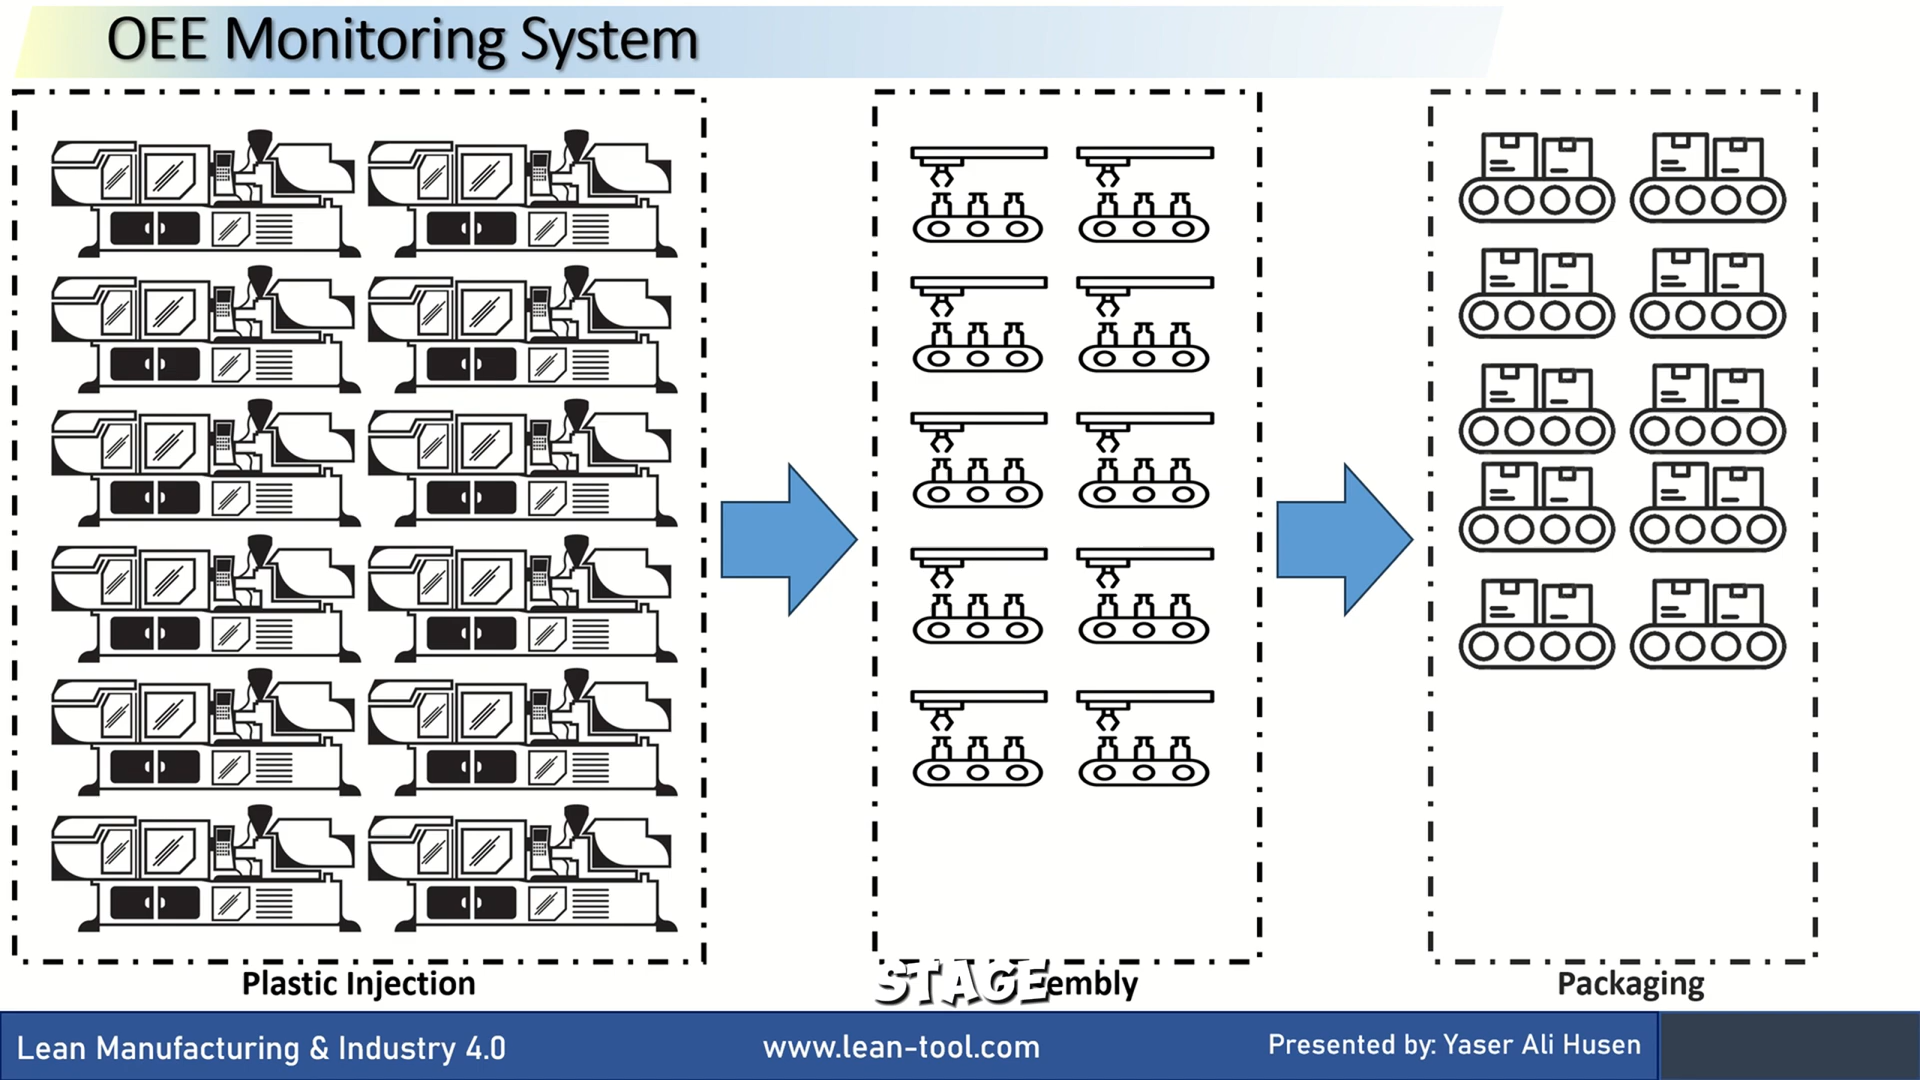 OEE Monitoring System
Plastic Injection
STAGE
embly
Packaging
Lean Manufacturing & Industry 4.0
www.lean-tool.com
Presented by: Yaser Ali Husen